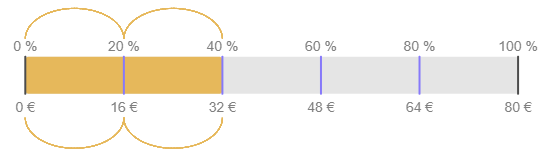 0 % 20 % 40 % 60 % 80 % 100 %
0 € 16 € 32 € 48 € 64 € 80 €